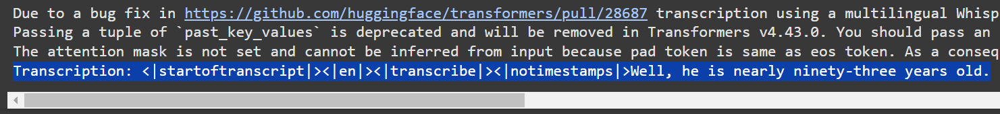 Due to a bug fix in https://github.com/huggingface/transformers/pull/28687 transcription using a multilingual Whisp
Passing a tuple of `past_key_values` is deprecated and will be removed in Transformers v4.43.0. You should pass an
The attention mask is not set and cannot be inferred from input because pad token is same as eos token. As a conseq
Transcription: <|startoftranscript|><|en|><|transcribe|><|notimestamps|>Well, he is nearly ninety-three years old.